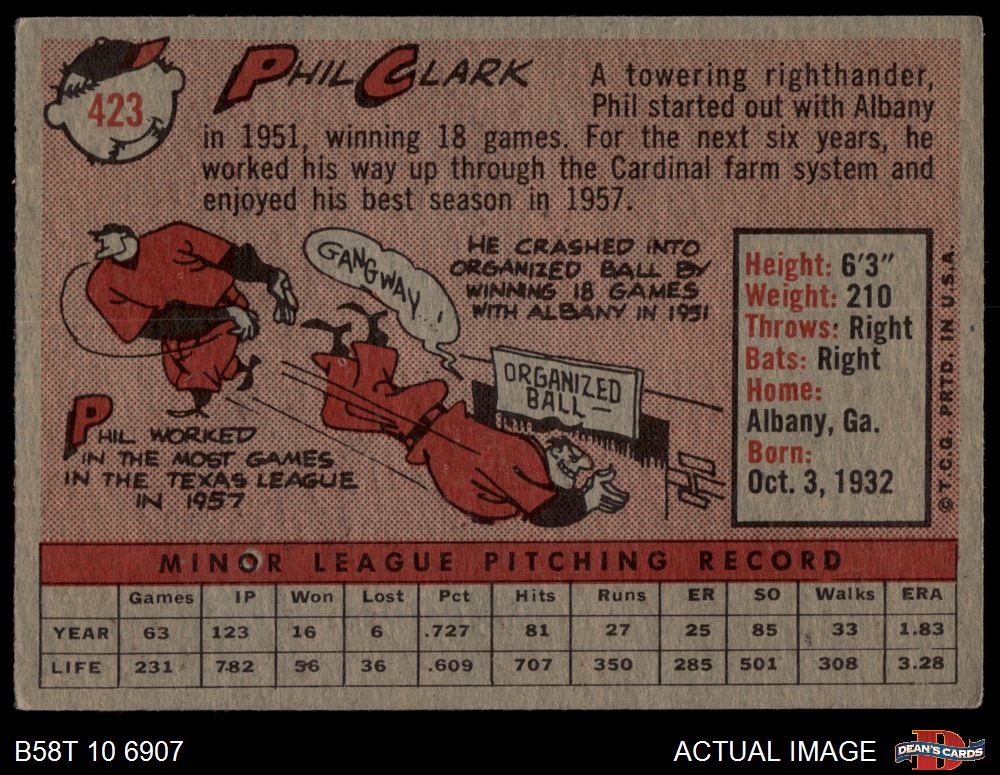 423
PHIL CLARK
A towering righthander,
Phil started out with Albany
in 1951, winning 18 games. For the next six years, he
worked his way up through the Cardinal farm system and
enjoyed his best season in 1957.
GANGWAY!
HE CRASHED INTO
ORGANIZED BALL BY
WINNING 18 GAMES
WITH ALBANY IN 1951
ORGANIZED
BALL—
PHIL WORKED
IN THE MOST GAMES
IN THE TEXAS LEAGUE
IN 1957
Height: 6'3"
Weight: 210
Throws: Right
Bats: Right
Home:
Albany, Ga.
Born:
Oct. 3, 1932
© T.C.G. PRTD. IN U.S.A.
MINOR LEAGUE PITCHING RECORD
Games IP Won Lost Pct Hits Runs ER SO Walks ERA
YEAR 63 123 16 6 .727 81 27 25 85 33 1.83
LIFE 231 782 56 36 .609 707 350 285 501 308 3.28
B58T 10 6907
ACTUAL IMAGE
DEAN'S CARDS